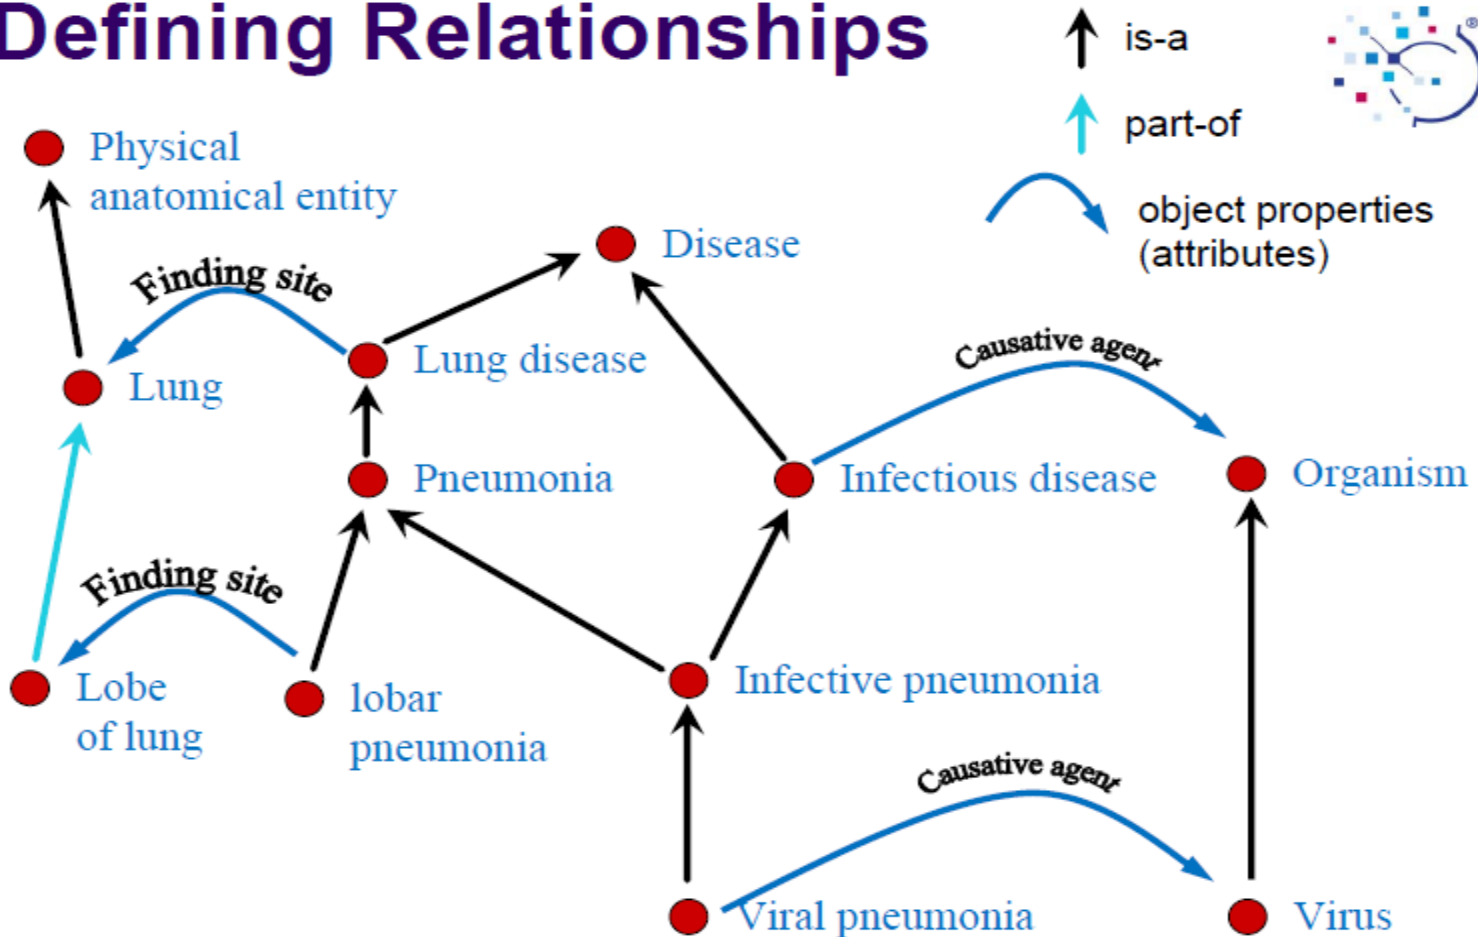 Defining Relationships
is-a
®
part-of
object properties
(attributes)
Physical
anatomical entity
Disease
Finding site
Lung disease
Lung
Causative agent
Pneumonia
Infectious disease
Organism
Finding site
Lobe
of lung
lobar
pneumonia
Infective pneumonia
Causative agent
Viral pneumonia
Virus